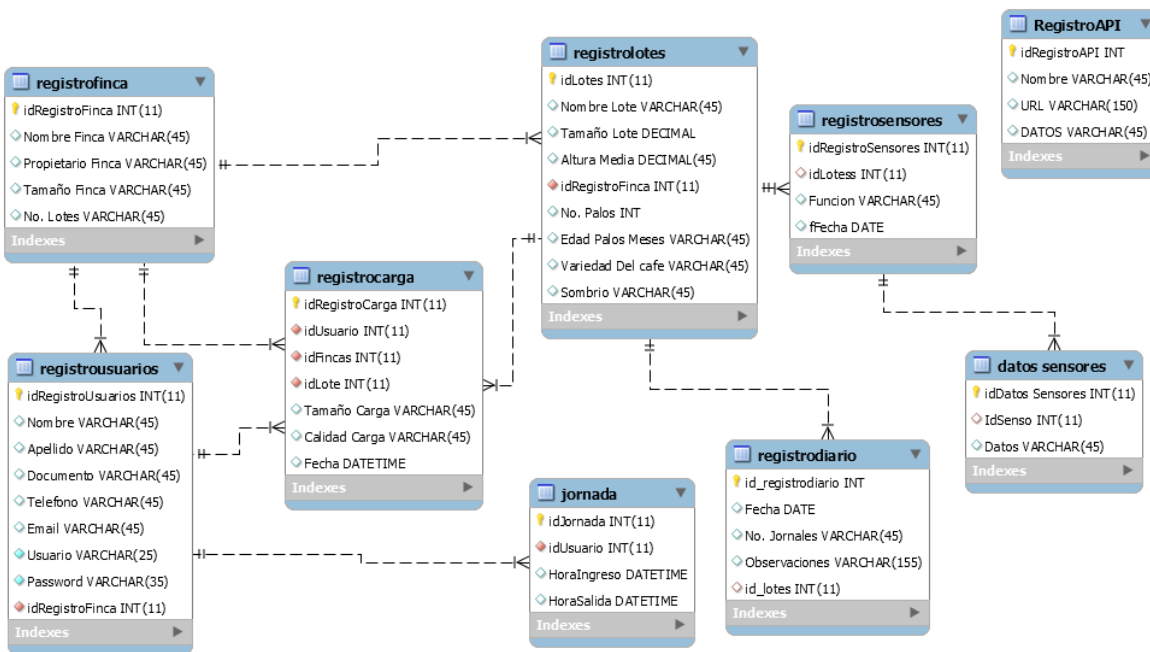 registrofinca
idRegistroFinca INT(11)
Nombre Finca VARCHAR(45)
Propietario Finca VARCHAR(45)
Tamaño Finca VARCHAR(45)
No. Lotes VARCHAR(45)
Indexes
registrousuarios
idRegistroUsuarios INT(11)
Nombre VARCHAR(45)
Apellido VARCHAR(45)
Documento VARCHAR(45)
Telefono VARCHAR(45)
Email VARCHAR(45)
Usuario VARCHAR(25)
Password VARCHAR(35)
idRegistroFinca INT(11)
Indexes
registrocarga
idRegistroCarga INT(11)
idUsuario INT(11)
idFincas INT(11)
idLote INT(11)
Tamaño Carga VARCHAR(45)
Calidad Carga VARCHAR(45)
Fecha DATETIME
Indexes
registrolotes
idLotes INT(11)
Nombre Lote VARCHAR(45)
Tamaño Lote DECIMAL
Altura Media DECIMAL(45)
idRegistroFinca INT(11)
No. Palos INT
Edad Palos Meses VARCHAR(45)
Variedad Del cafe VARCHAR(45)
Sombrio VARCHAR(45)
Indexes
jornada
idJornada INT(11)
idUsuario INT(11)
HoraIngreso DATETIME
HoraSalida DATETIME
Indexes
registrosensores
idRegistroSensores INT(11)
idLotess INT(11)
Funcion VARCHAR(45)
fFecha DATE
Indexes
registrodiario
id_registrodiario INT
Fecha DATE
No. Jornales VARCHAR(45)
Observaciones VARCHAR(155)
id_lotes INT(11)
Indexes
RegistroAPI
idRegistroAPI INT
Nombre VARCHAR(45)
URL VARCHAR(150)
DATOS VARCHAR(45)
Indexes
datos sensores
idDatos Sensores INT(11)
IdSenso INT(11)
Datos VARCHAR(45)
Indexes